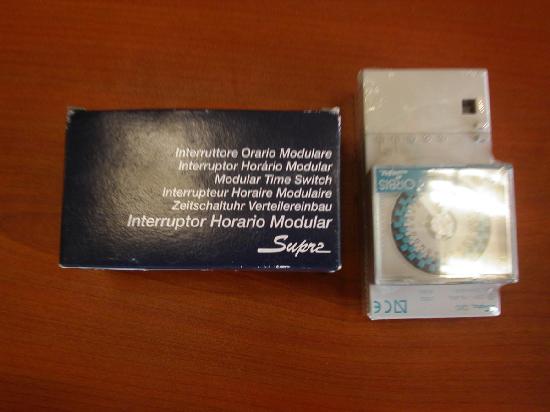 Interruttore Orario Modulare
Interruptor Horário Modular
Modular Time Switch
Interrupteur Horaire Modulaire
Zeitschaltuhr Verteilereinbau
Interruptor Horario Modular
Supra
ORBIS
CE